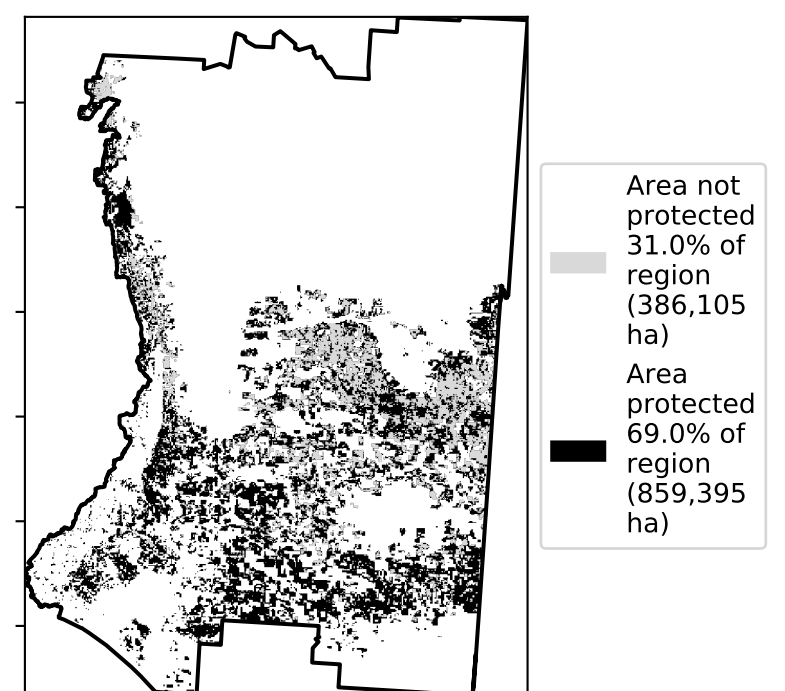 Area not
protected
31.0% of
region
(386,105
ha)
Area
protected
69.0% of
region
(859,395
ha)